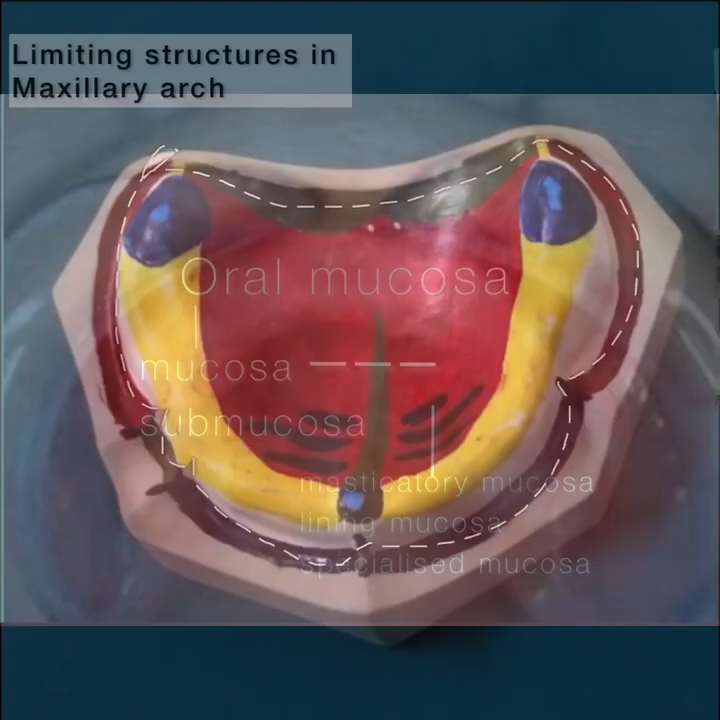 Limiting structures in
Maxillary arch
Oral mucosa
mucosa
submucosa
masticatory mucosa
lining mucosa
specialised mucosa